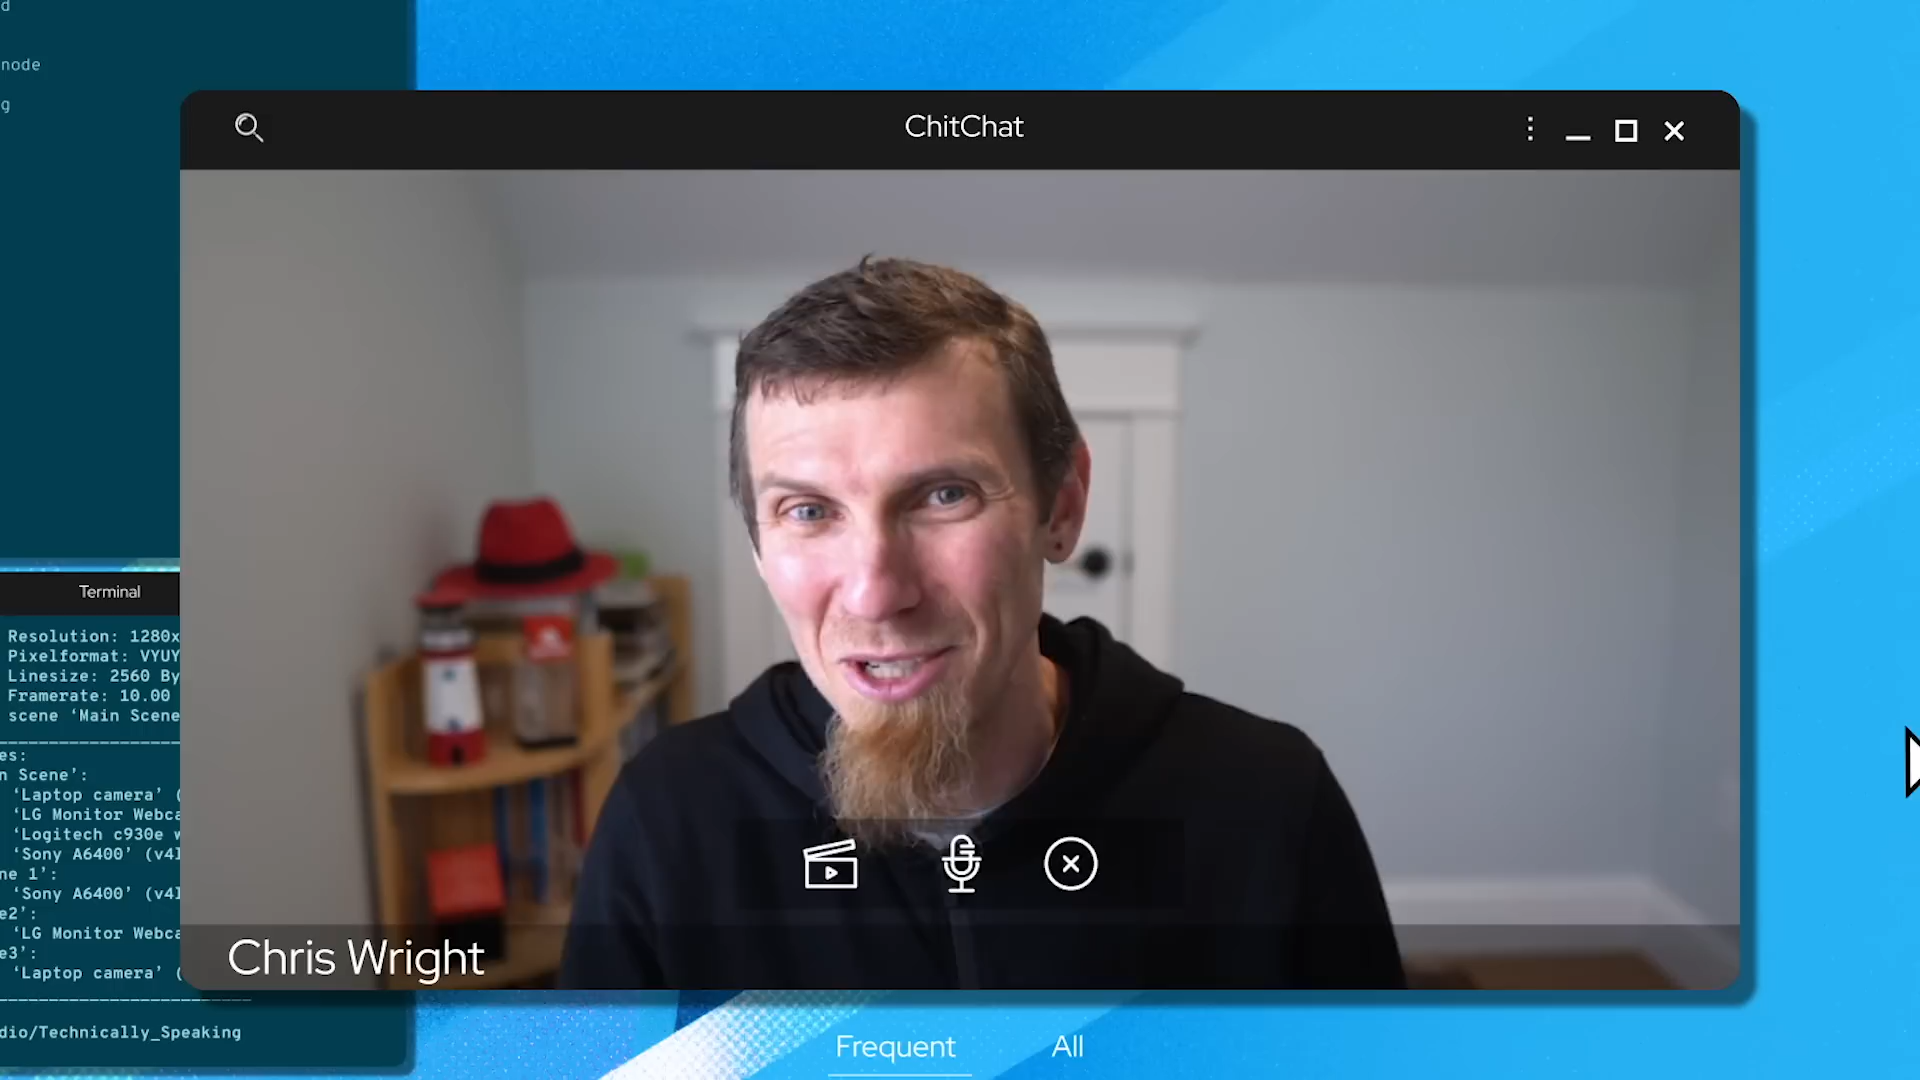 d
node
g
ChitChat
Terminal
Resolution: 1280x
Pixelformat: VYUY
Linesize: 2560 By
Framerate: 10.00
scene ‘Main Scene
es:
n Scene’:
‘Laptop camera’ (
‘LG Monitor Webca
‘Logitech c930e w
‘Sony A6400’ (v4l
ne 1’:
‘Sony A6400’ (v4l
e2’:
‘LG Monitor Webca
e3’:
‘Laptop camera’ (
dio/Technically_Speaking
Chris Wright
Frequent
All